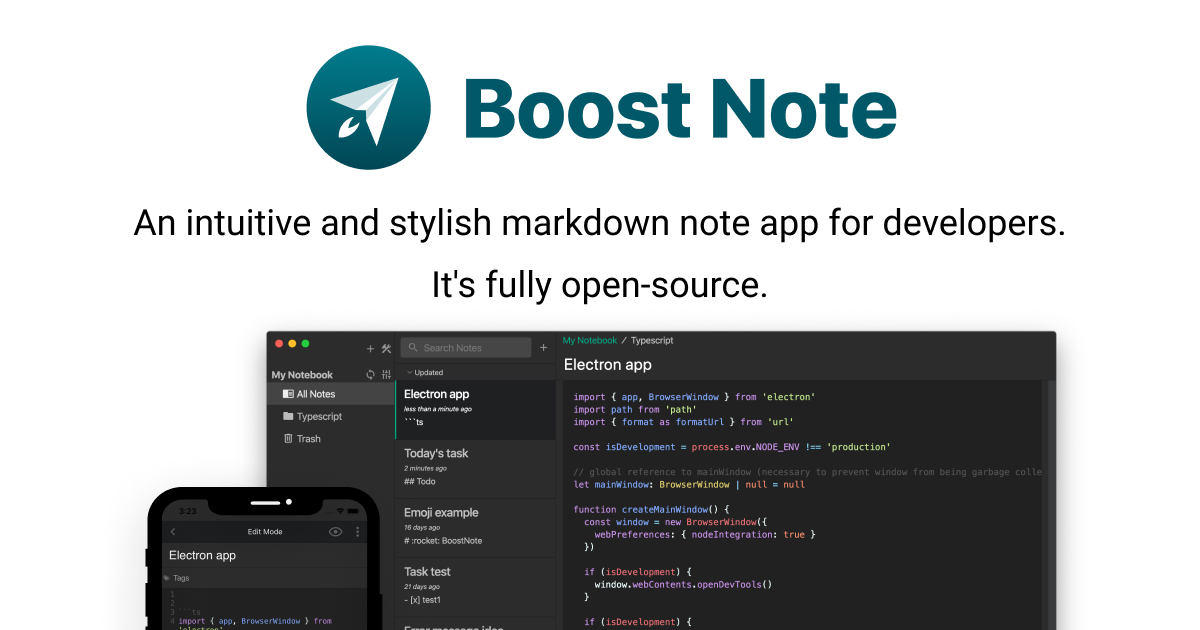 Boost Note
An intuitive and stylish markdown note app for developers.
It's fully open-source.
My Notebook
All Notes
Typescript
Trash
Search Notes
Updated
Electron app
less than a minute ago
```ts
Today's task
2 minutes ago
## Todo
Emoji example
16 days ago
# :rocket: BoostNote
Task test
21 days ago
- [x] test1
My Notebook / Typescript
Electron app
import { app, BrowserWindow } from 'electron'
import path from 'path'
import { format as formatUrl } from 'url'
const isDevelopment = process.env.NODE_ENV !== 'production'
// global reference to mainWindow (necessary to prevent window from being garbage colle
let mainWindow: BrowserWindow | null = null
function createMainWindow() {
const window = new BrowserWindow({
webPreferences: { nodeIntegration: true }
})
if (isDevelopment) {
window.webContents.openDevTools()
}
if (isDevelopment) {
3:23
Edit Mode
Electron app
Tags
1
2
3 ```ts
4 import { app, BrowserWindow } from
'electron'